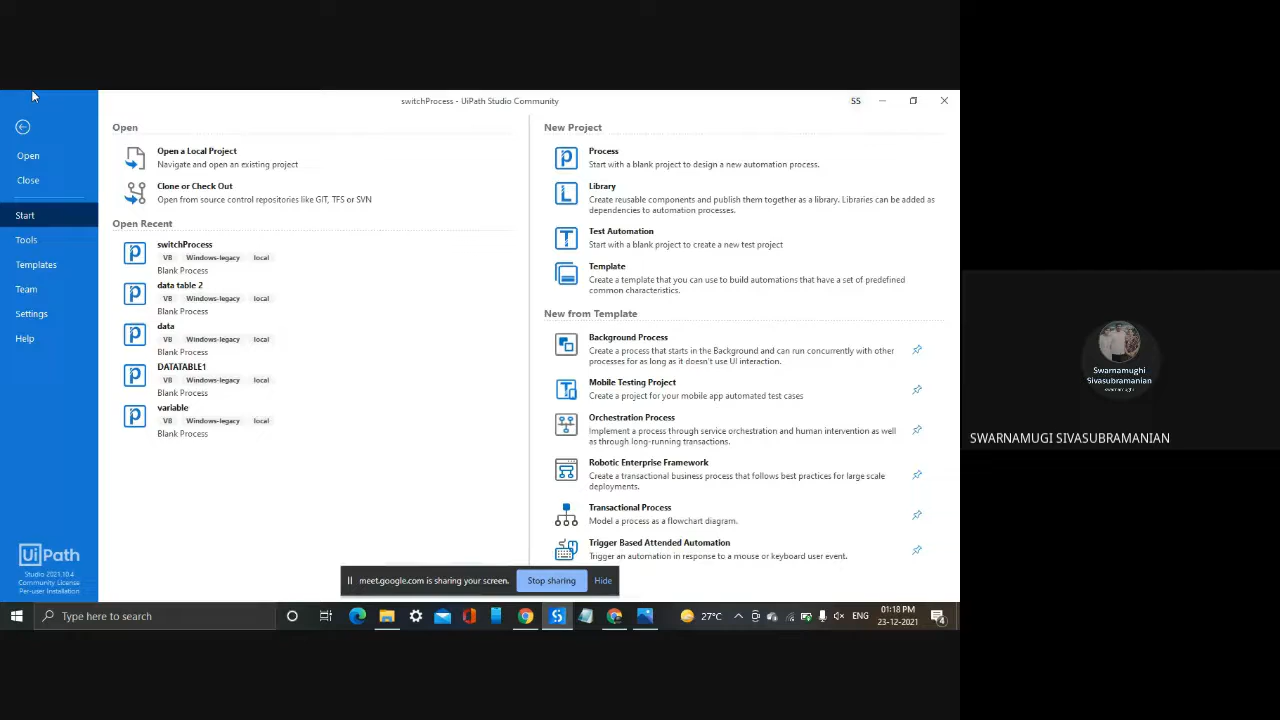 switchProcess - UiPath Studio Community
SS
Open
Close
Start
Tools
Templates
Team
Settings
Help
UiPath
Studio 2021.10.4
Community License
Per-user Installation
Open
Open a Local Project
Navigate and open an existing project
Clone or Check Out
Open from source control repositories like GIT, TFS or SVN
Open Recent
switchProcess
VB Windows-legacy local
Blank Process
data table 2
VB Windows-legacy local
Blank Process
data
VB Windows-legacy local
Blank Process
DATATABLE1
VB Windows-legacy local
Blank Process
variable
VB Windows-legacy local
Blank Process
New Project
Process
Start with a blank project to design a new automation process.
Library
Create reusable components and publish them together as a library. Libraries can be added as
dependencies to automation processes.
Test Automation
Start with a blank project to create a new test project
Template
Create a template that you can use to build automations that have a set of predefined
common characteristics.
New from Template
Background Process
Create a process that starts in the Background and can run concurrently with other
processes for as long as it doesn't use UI interaction.
Mobile Testing Project
Create a project for your mobile app automated test cases
Orchestration Process
Implement a process through service orchestration and human intervention as well
as through long-running transactions.
Robotic Enterprise Framework
Create a transactional business process that follows best practices for large scale
deployments.
Transactional Process
Model a process as a flowchart diagram.
Trigger Based Attended Automation
Trigger an automation in response to a mouse or keyboard user event.
meet.google.com is sharing your screen. Stop sharing Hide
Type here to search
27°C
ENG
01:18 PM
23-12-2021
4
Swarnamughi
Sivasubramanian
SWARNAMUGI SIVASUBRAMANIAN